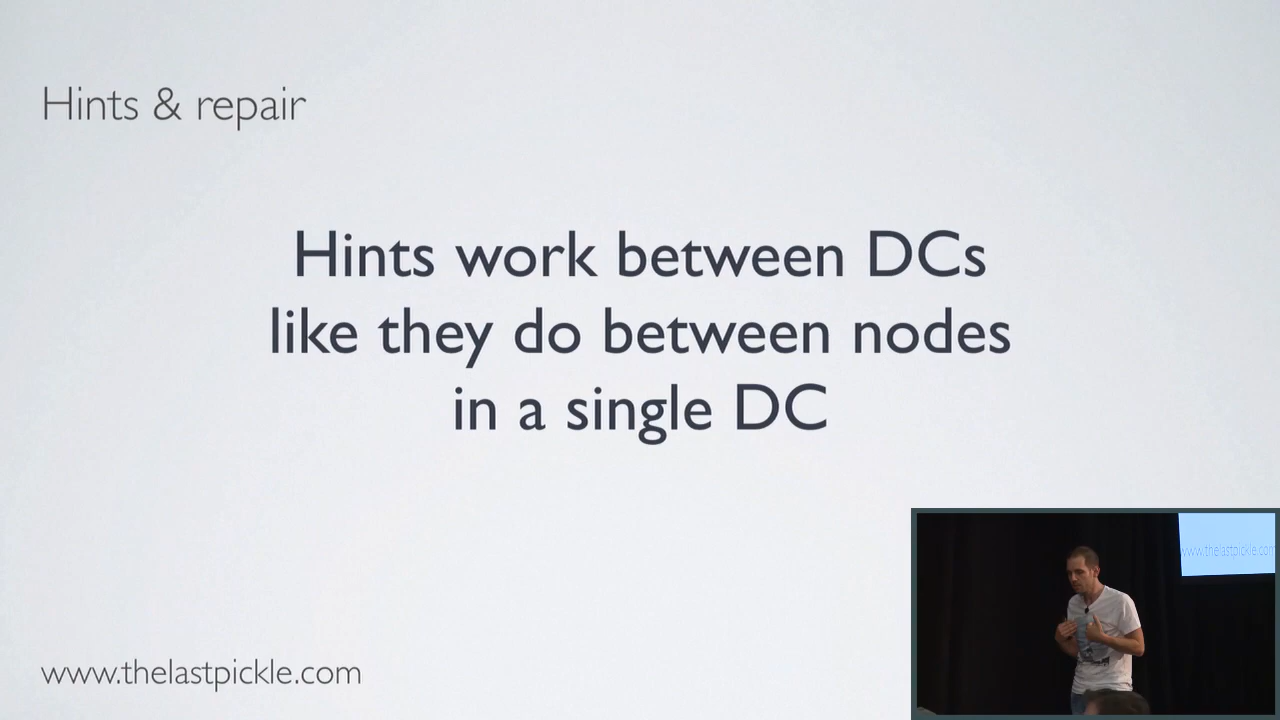 Hints & repair
Hints work between DCs
like they do between nodes
in a single DC
www.thelastpickle.com
www.thelastpickle.com